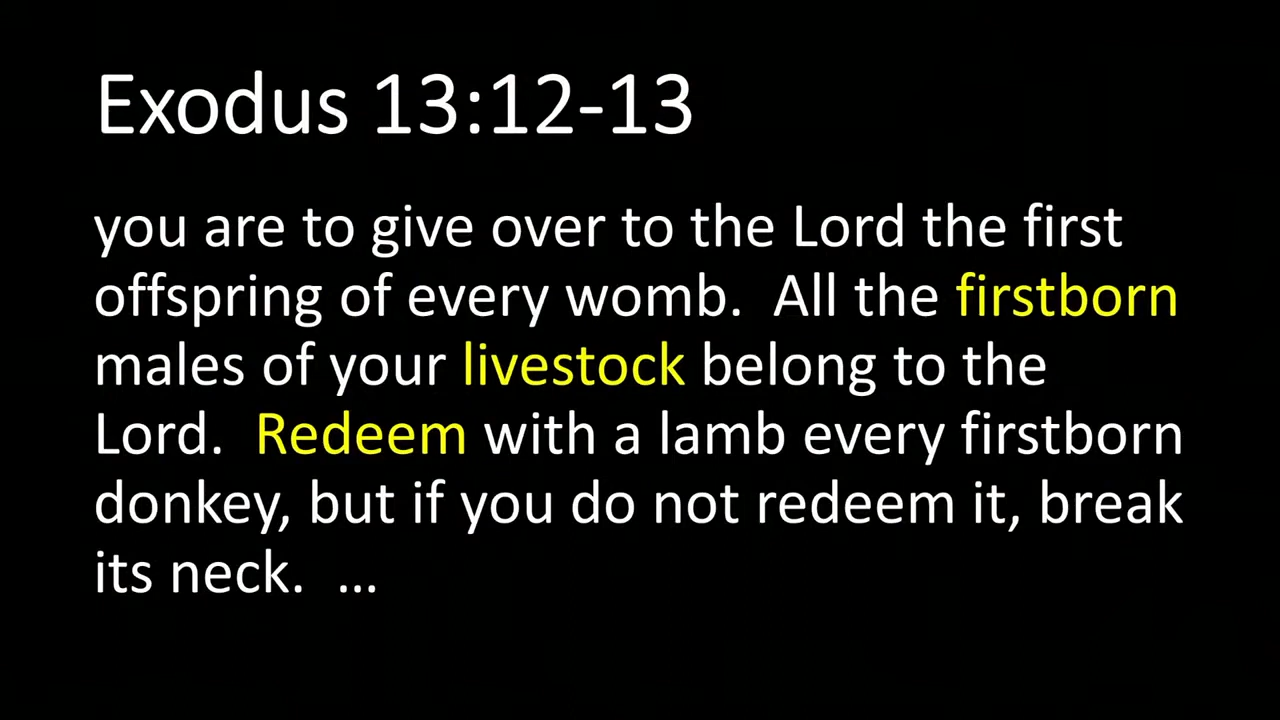 Exodus 13:12-13
you are to give over to the Lord the first
offspring of every womb.  All the firstborn
males of your livestock belong to the
Lord.  Redeem with a lamb every firstborn
donkey, but if you do not redeem it, break
its neck.  ...